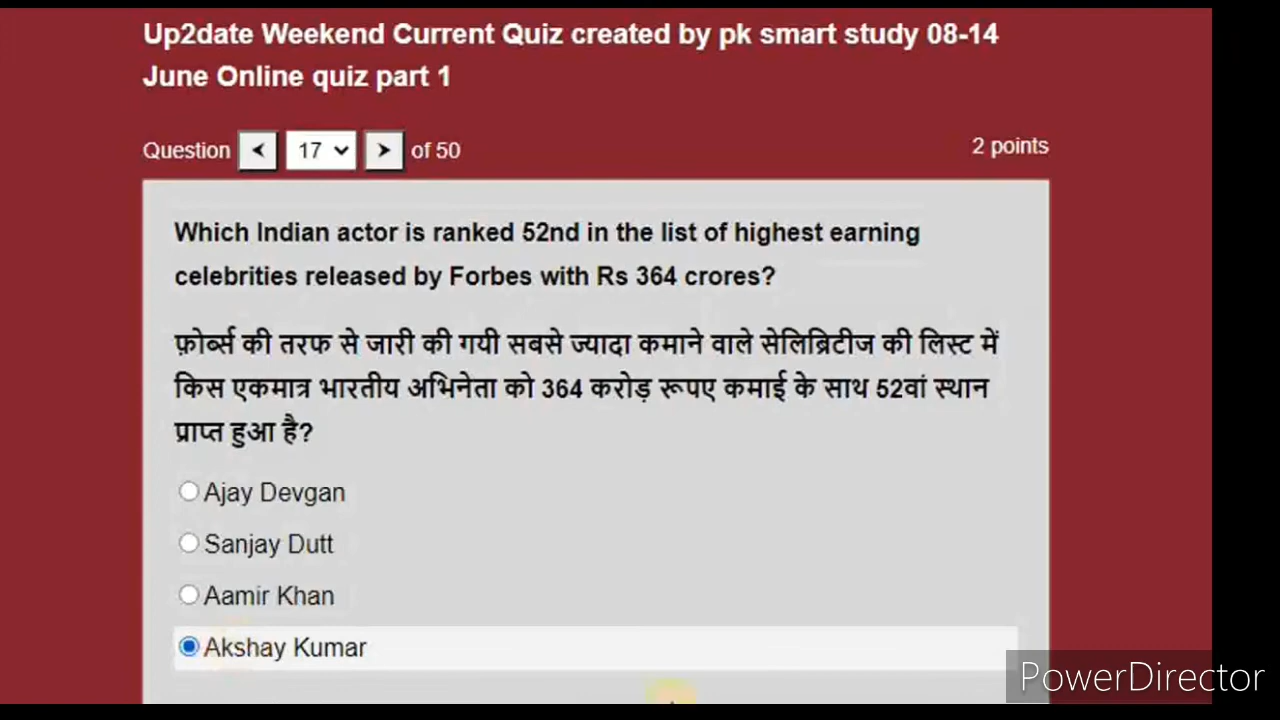 Up2date Weekend Current Quiz created by pk smart study 08-14
June Online quiz part 1
Question < 17 > of 50
2 points
Which Indian actor is ranked 52nd in the list of highest earning
celebrities released by Forbes with Rs 364 crores?
फ़ोर्ब्स की तरफ से जारी की गयी सबसे ज्यादा कमाने वाले सेलिब्रिटीज की लिस्ट में
किस एकमात्र भारतीय अभिनेता को 364 करोड़ रूपए कमाई के साथ 52वां स्थान
प्राप्त हुआ है?
Ajay Devgan
Sanjay Dutt
Aamir Khan
Akshay Kumar
PowerDirector